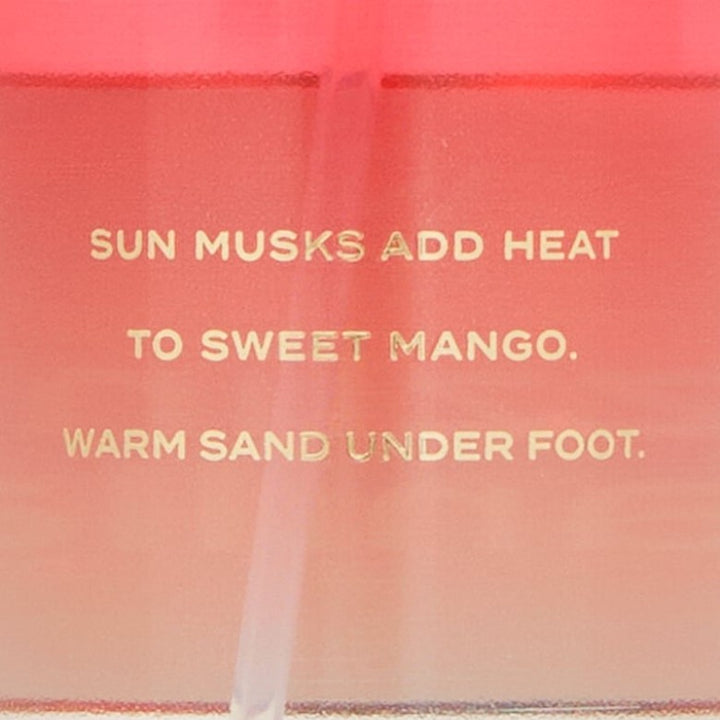 SUN MUSKS ADD HEAT
TO SWEET MANGO.
WARM SAND UNDER FOOT.